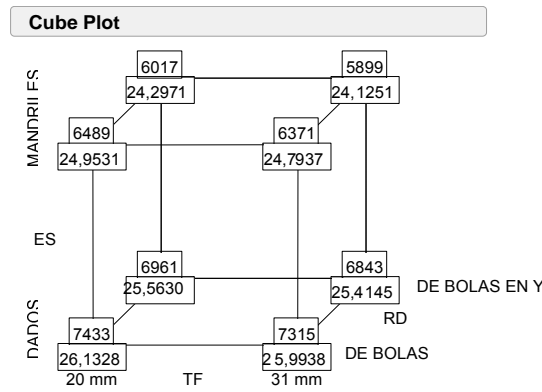 Cube Plot
6017
5899
24,2971
24,1251
MANDRILES
6489
6371
24,9531
24,7937
ES
6961
6843
25,5630
25,4145
DE BOLAS EN Y
RD
DADOS
7433
7315
26,1328
25,9938
DE BOLAS
20 mm
TF
31 mm